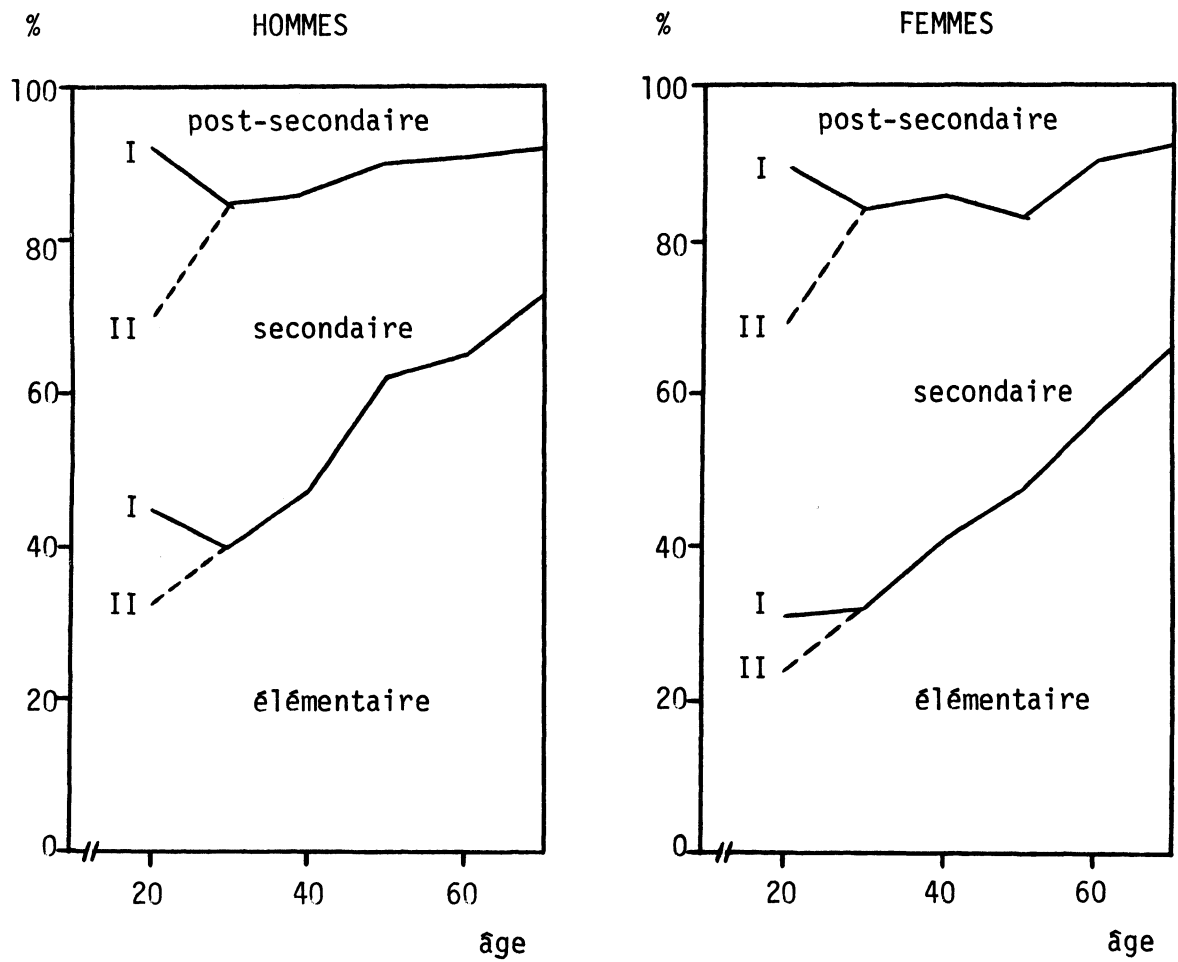 % HOMMES
100
post-secondaire
I
80
II
secondaire
60
I
40
II
20
élémentaire
0
20 40 60
âge
% FEMMES
100
post-secondaire
I
80
II
60
secondaire
40
I
II
20
élémentaire
0
20 40 60
âge